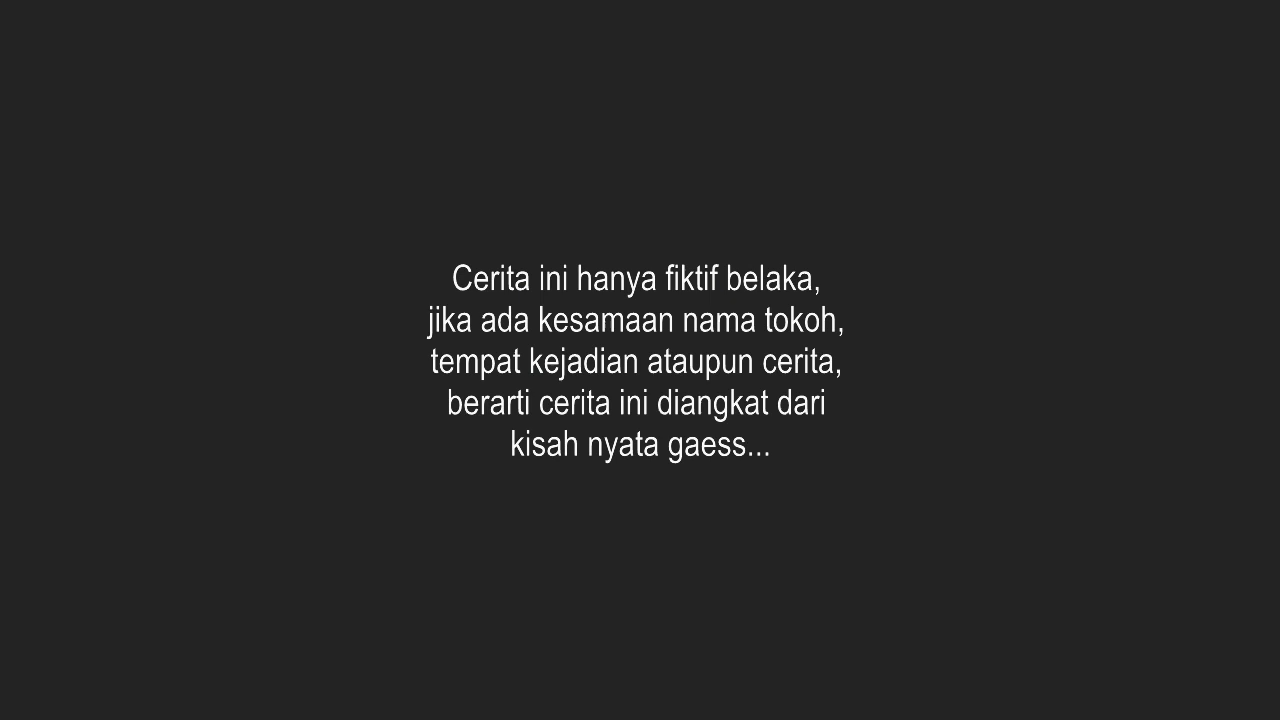 Cerita ini hanya fiktif belaka,
jika ada kesamaan nama tokoh,
tempat kejadian ataupun cerita,
berarti cerita ini diangkat dari
kisah nyata gaess...